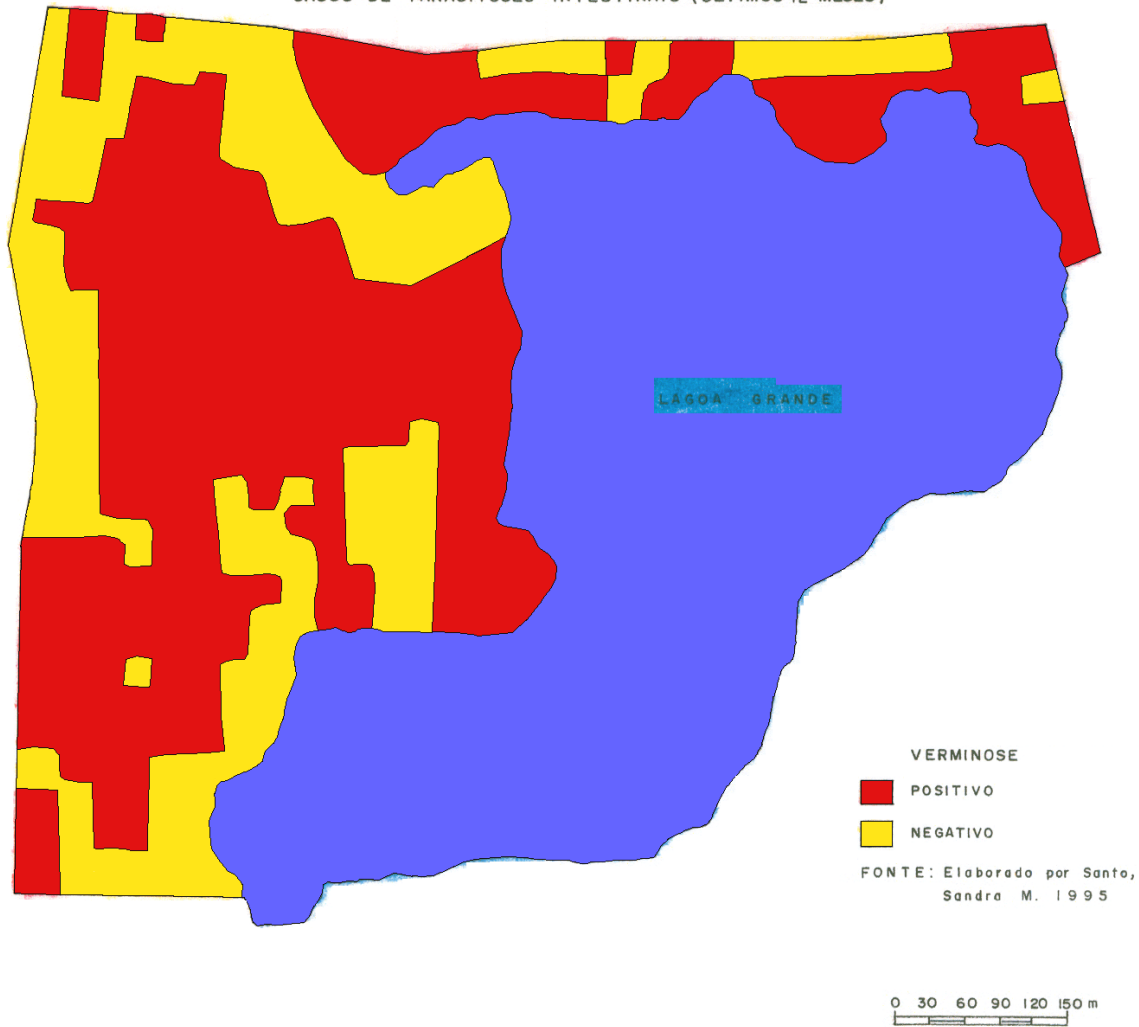 LAGOA GRANDE
VERMINOSE
POSITIVO
NEGATIVO
FONTE: Elaborado por Santo,
Sandra M. 1995
0 30 60 90 120 150 m